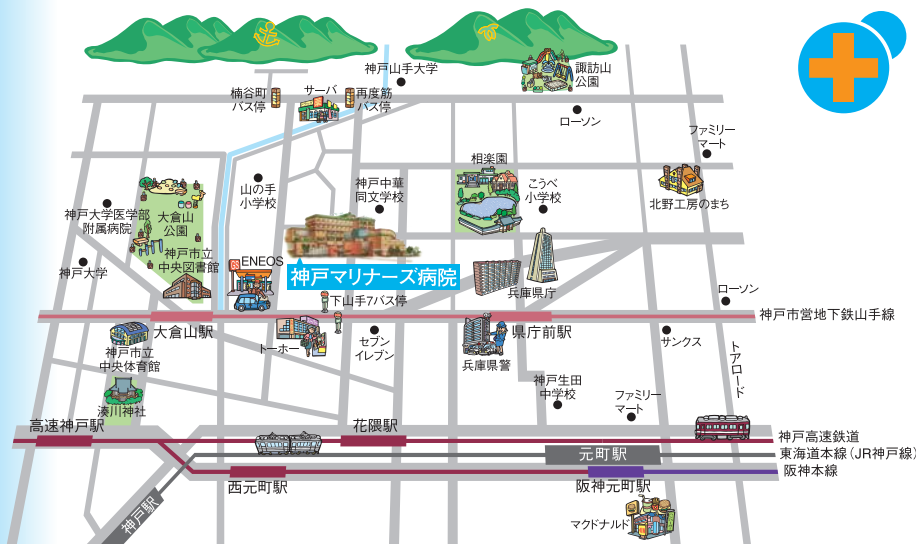 神戸山手大学
諏訪山
公園
楠谷町
バス停
サーバ
再度筋
バス停
ローソン
ファミリー
マート
相楽園
山の手
小学校
神戸中華
同文学校
こうべ
小学校
北野工房のまち
神戸大学医学部
附属病院
大倉山
公園
神戸市立
中央図書館
神戸大学
ENEOS
神戸マリナーズ病院
兵庫県庁
下山手7バス停
ローソン
神戸市営地下鉄山手線
大倉山駅
県庁前駅
トーホー
セブン
イレブン
兵庫県警
サンクス
トアロード
神戸市立
中央体育館
神戸生田
中学校
ファミリー
マート
湊川神社
高速神戸駅
花隈駅
神戸高速鉄道
元町駅
東海道本線(JR神戸線)
阪神本線
西元町駅
阪神元町駅
神戸駅
マクドナルド